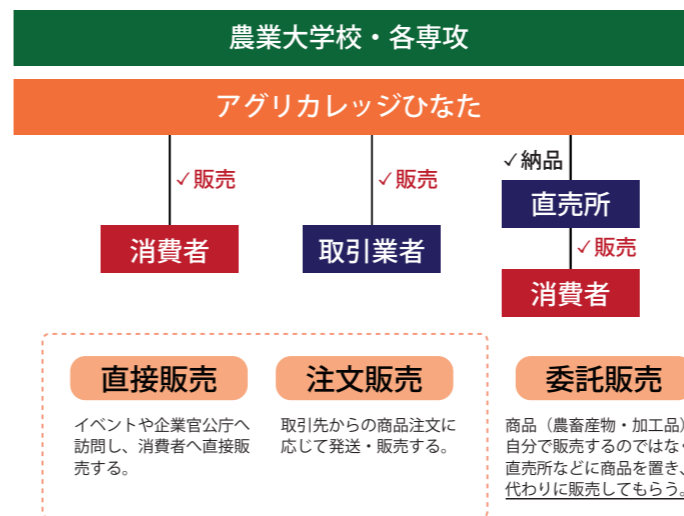 農業大学校・各専攻
アグリカレッジひなた
✓販売
✓販売
✓納品
直売所
消費者
取引業者
✓販売
消費者
直接販売
注文販売
委託販売
イベントや企業官公庁へ
訪問し、消費者へ直接販
売する。
取引先からの商品注文に
応じて発送・販売する。
商品（農畜産物・加工品）
自分で販売するのではな
直売所などに商品を置き、
代わりに販売してもらう。